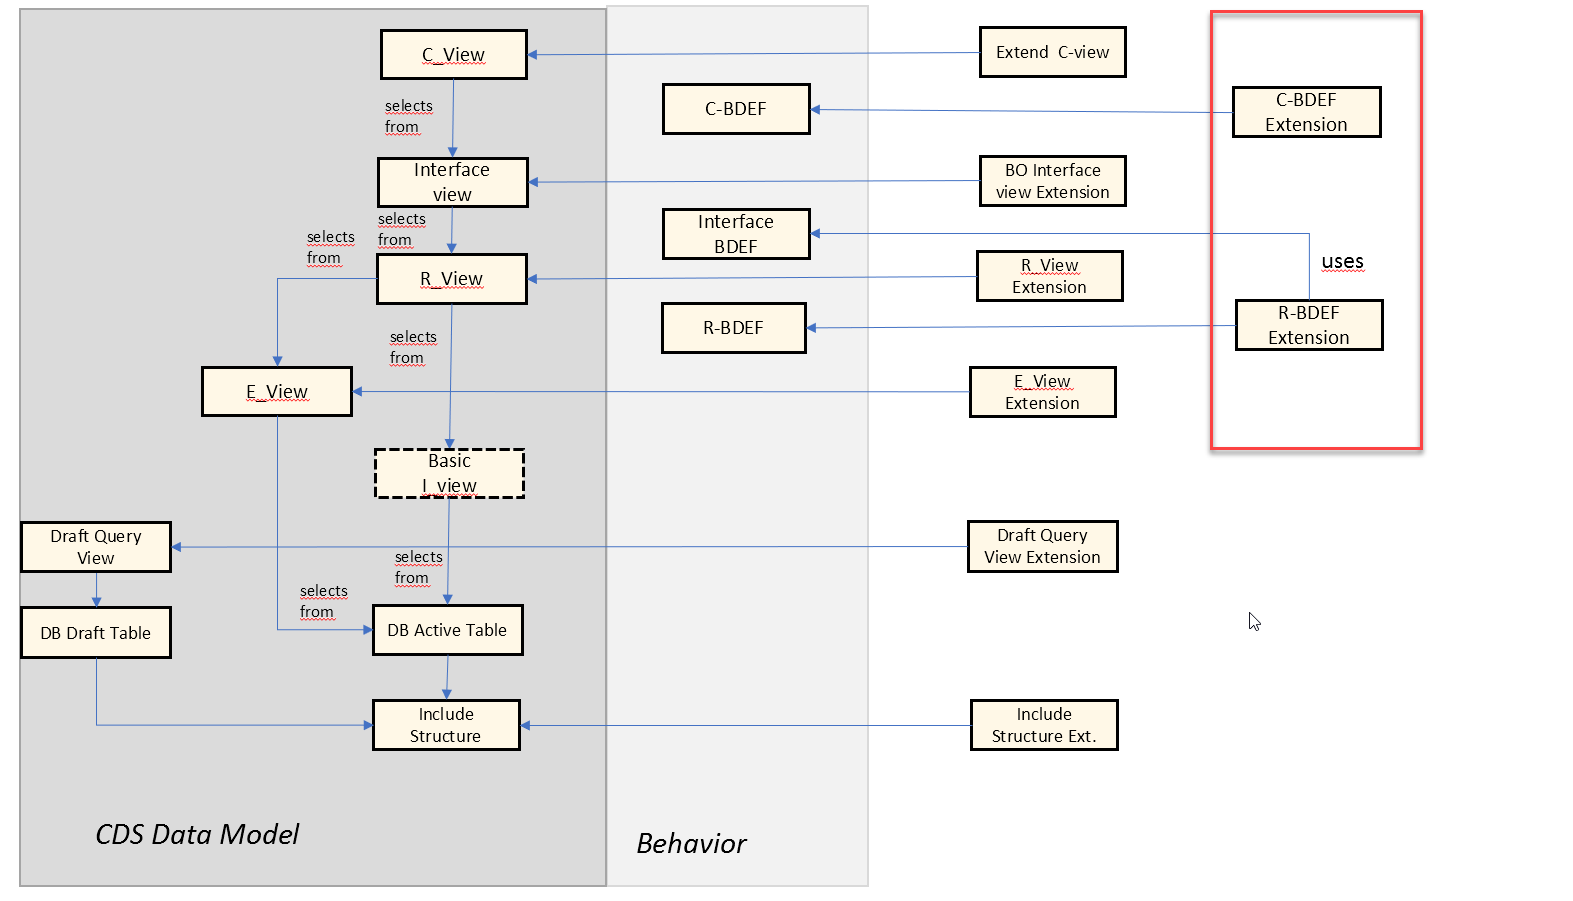 C_View
Extend C-view
selects
from
C-BDEF
C-BDEF
Extension
Interface
view
BO Interface
view Extension
selects
from
Interface
BDEF
selects
from
uses
R_View
R_View
Extension
R-BDEF
R-BDEF
Extension
selects
from
E_View
E_View
Extension
Basic
I_view
Draft Query
View
Draft Query
View Extension
selects
from
selects
from
DB Draft Table
DB Active Table
Include
Structure
Include
Structure Ext.
CDS Data Model
Behavior